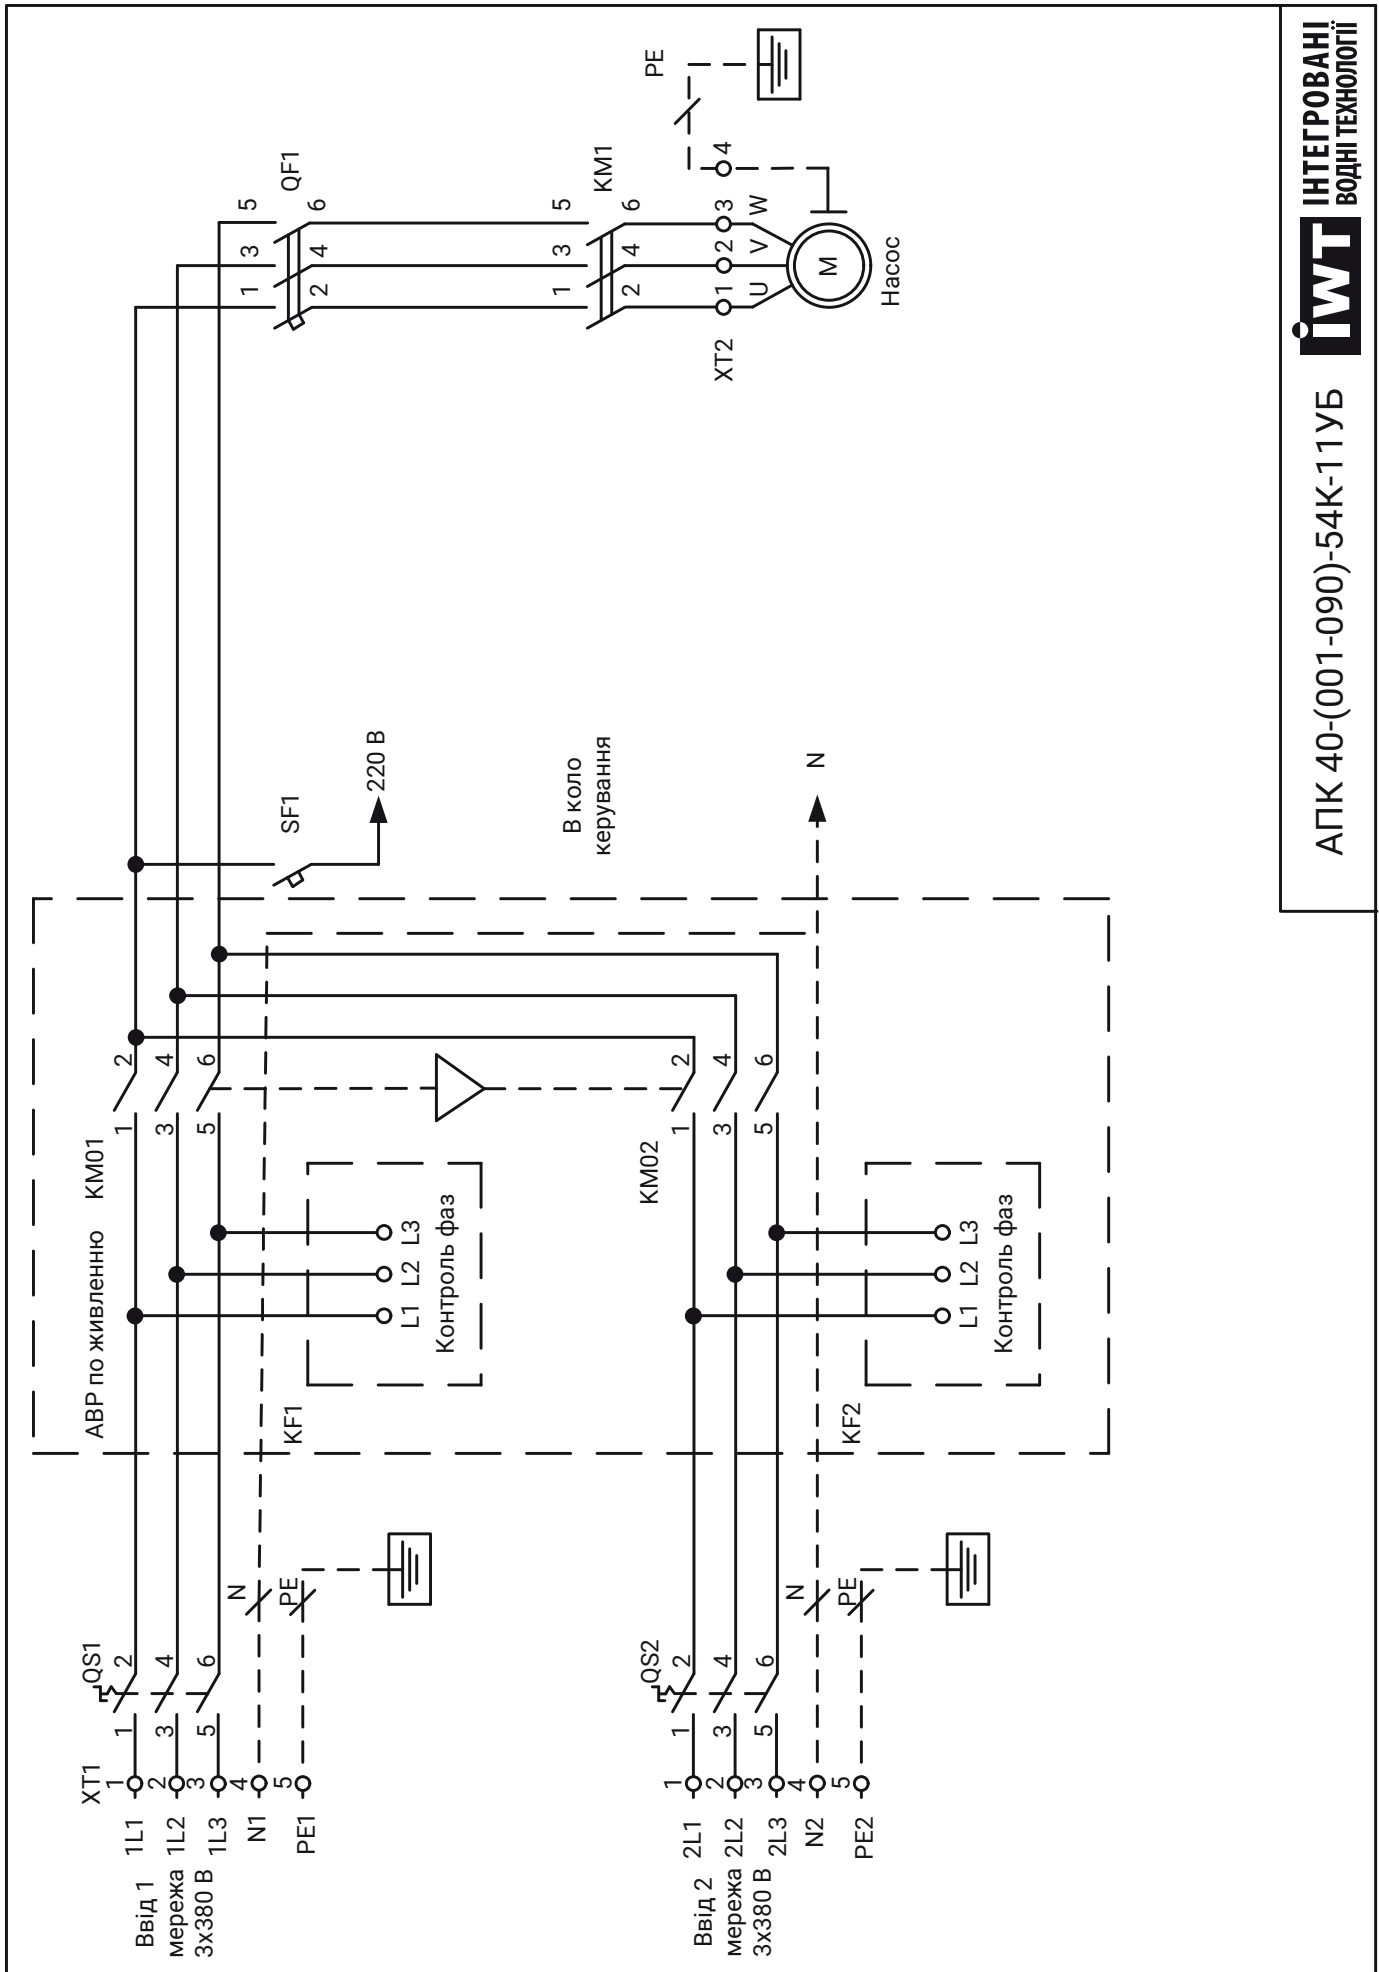 XT1
1
2
3
4
5
1L1
1L2
1L3
N1
PE1
Ввід 1
мережа
3х380 В
QS1
1
2
3
4
5
6
N
PE
АВР по живленню
KM01
1
2
3
4
5
6
KF1
L1
L2
L3
Контроль фаз
SF1
220 В
В коло
керування
N
QF1
1
3
5
2
4
6
KM1
1
3
5
2
4
6
XT2
1
2
3
4
U
V
W
PE
M
Насос
1
2
3
4
5
2L1
2L2
2L3
N2
PE2
Ввід 2
мережа
3х380 В
QS2
1
2
3
4
5
6
N
PE
KM02
1
2
3
4
5
6
KF2
L1
L2
L3
Контроль фаз
АПК 40-(001-090)-54К-11УБ
iWT
ІНТЕГРОВАНІ
ВОДНІ ТЕХНОЛОГІЇ